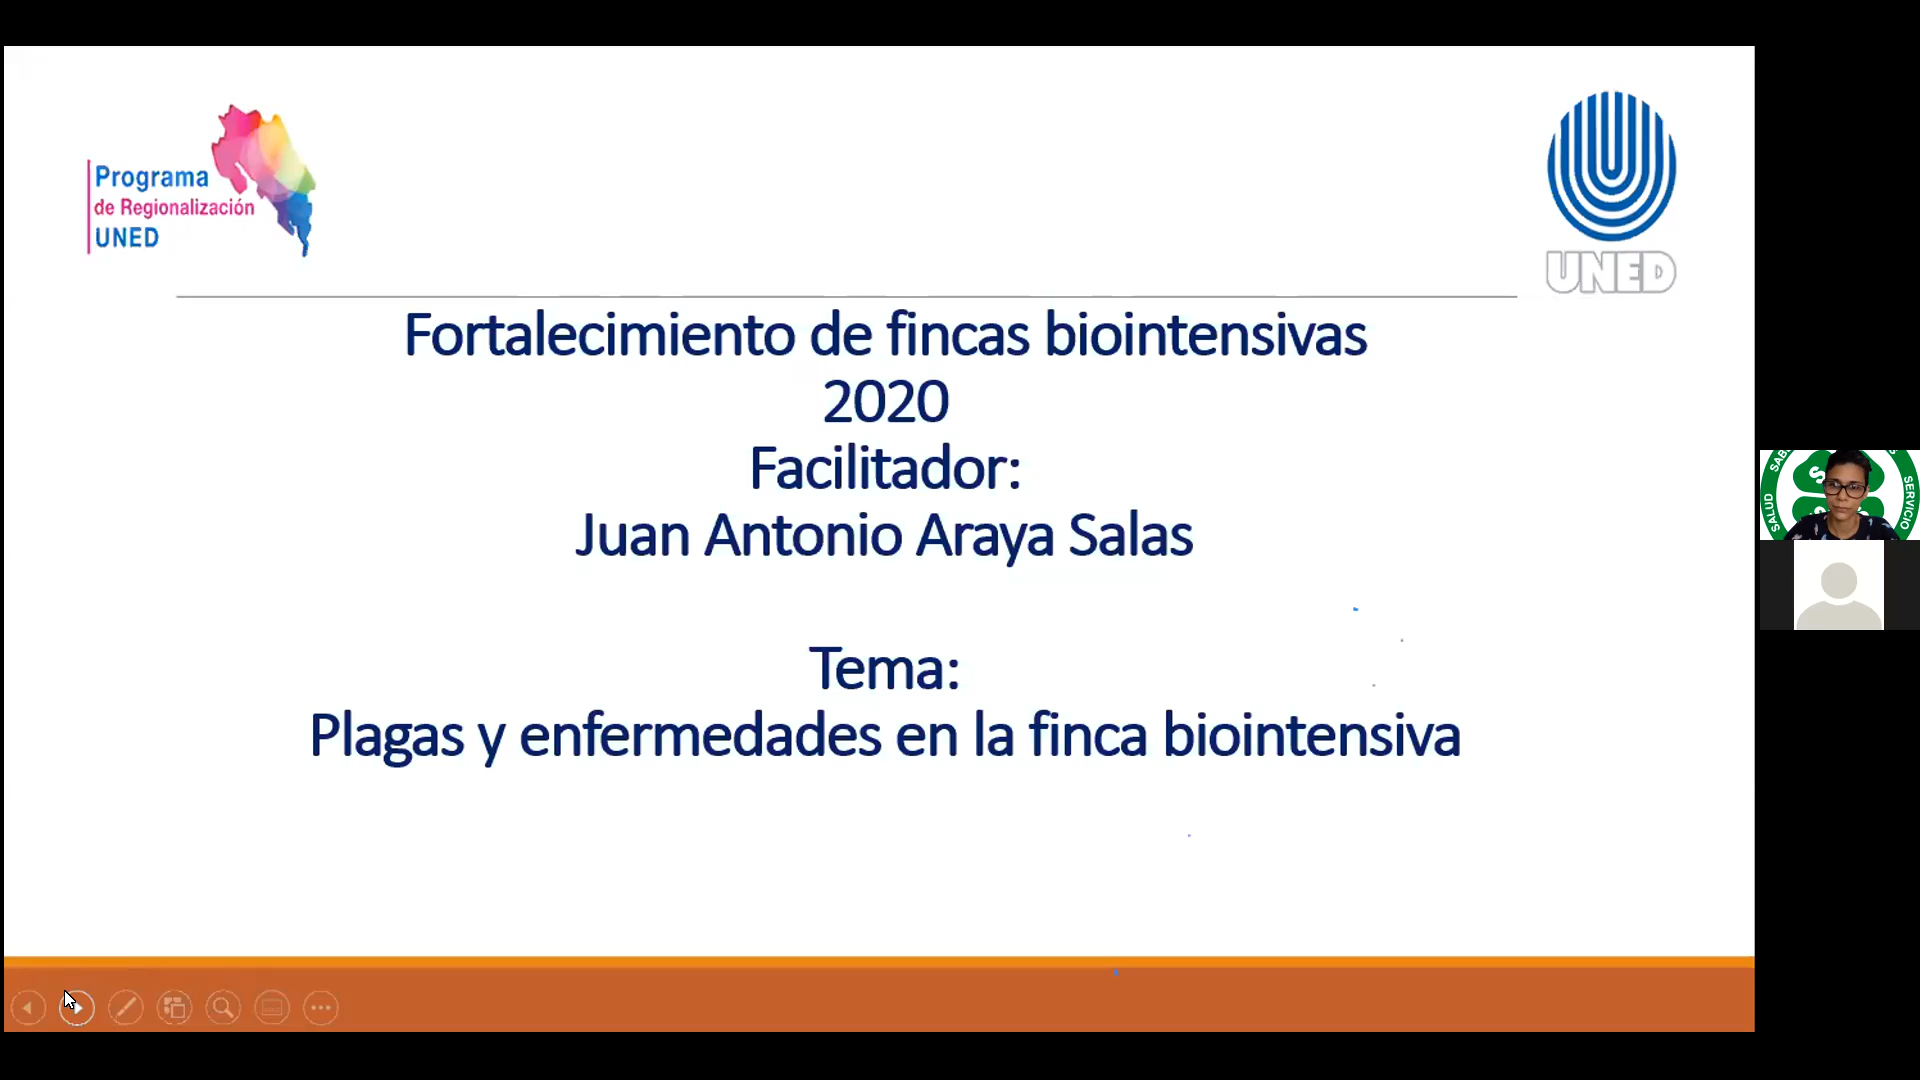 Programa
de Regionalización
UNED
UNED
Fortalecimiento de fincas biointensivas
2020
Facilitador:
Juan Antonio Araya Salas
Tema:
Plagas y enfermedades en la finca biointensiva
SALUD
SERVICIO